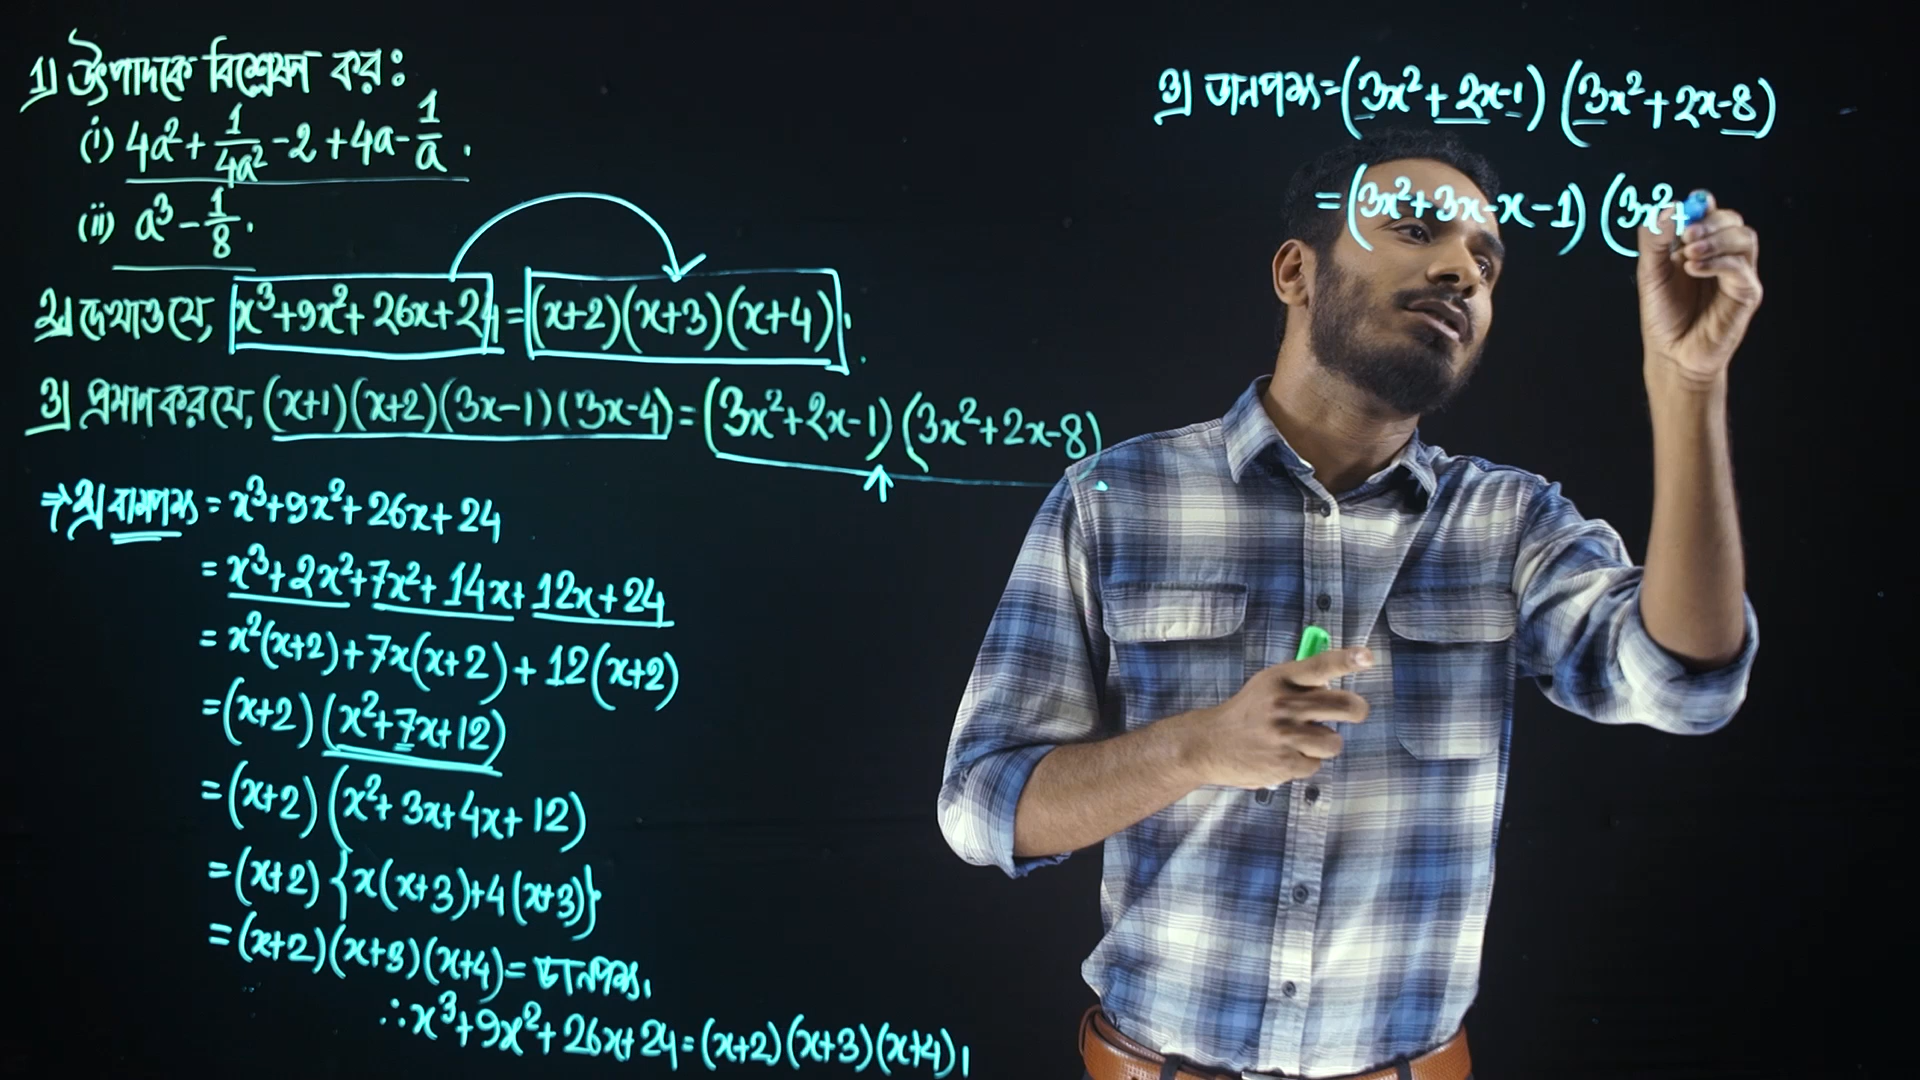 ১। উৎপাদকে বিশ্লেষন কর:
(i) 4a² + 1/4a² - 2 + 4a - 1/a .
(ii) a³ - 1/8 .
২। দেখাও যে, x³+9x²+26x+24 = (x+2)(x+3)(x+4).
৩। প্রমাণ কর যে, (x+1)(x+2)(3x-1)(3x-4) = (3x²+2x-1)(3x²+2x-8)
⇒ ২। বামপক্ষ = x³+9x²+26x+24
= x³+2x²+7x²+14x+12x+24
= x²(x+2)+7x(x+2)+12(x+2)
= (x+2)(x²+7x+12)
= (x+2)(x²+3x+4x+12)
= (x+2){x(x+3)+4(x+3)}
= (x+2)(x+3)(x+4) = ডানপক্ষ।
∴ x³+9x²+26x+24 = (x+2)(x+3)(x+4)।
৩। ডানপক্ষ = (3x²+2x-1)(3x²+2x-8)
= (3x²+3x-x-1)(3x²+